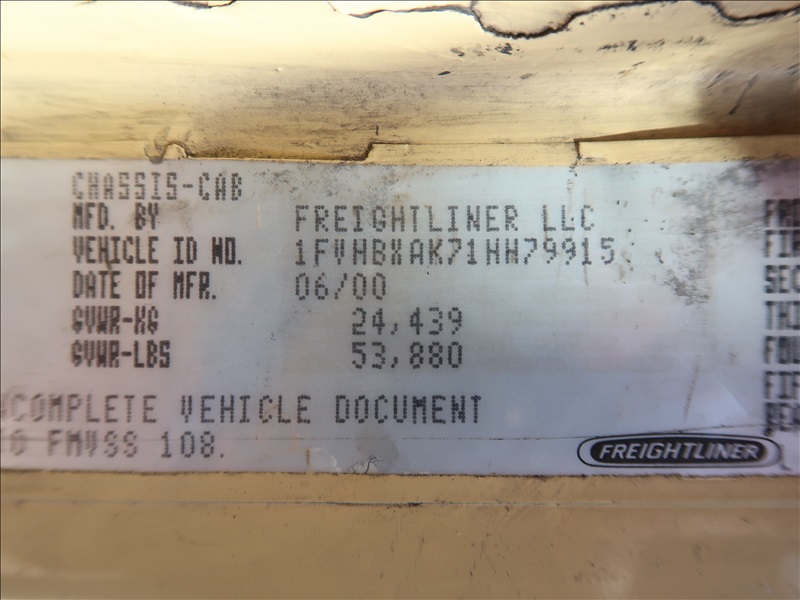 CHASSIS-CAB
MFD. BY FREIGHTLINER LLC
VEHICLE ID NO. 1FVHBXAK71HH79915
DATE OF MFR. 06/00
GVWR-KG 24,439
GVWR-LBS 53,880
COMPLETE VEHICLE DOCUMENT
FMVSS 108.
FREIGHTLINER